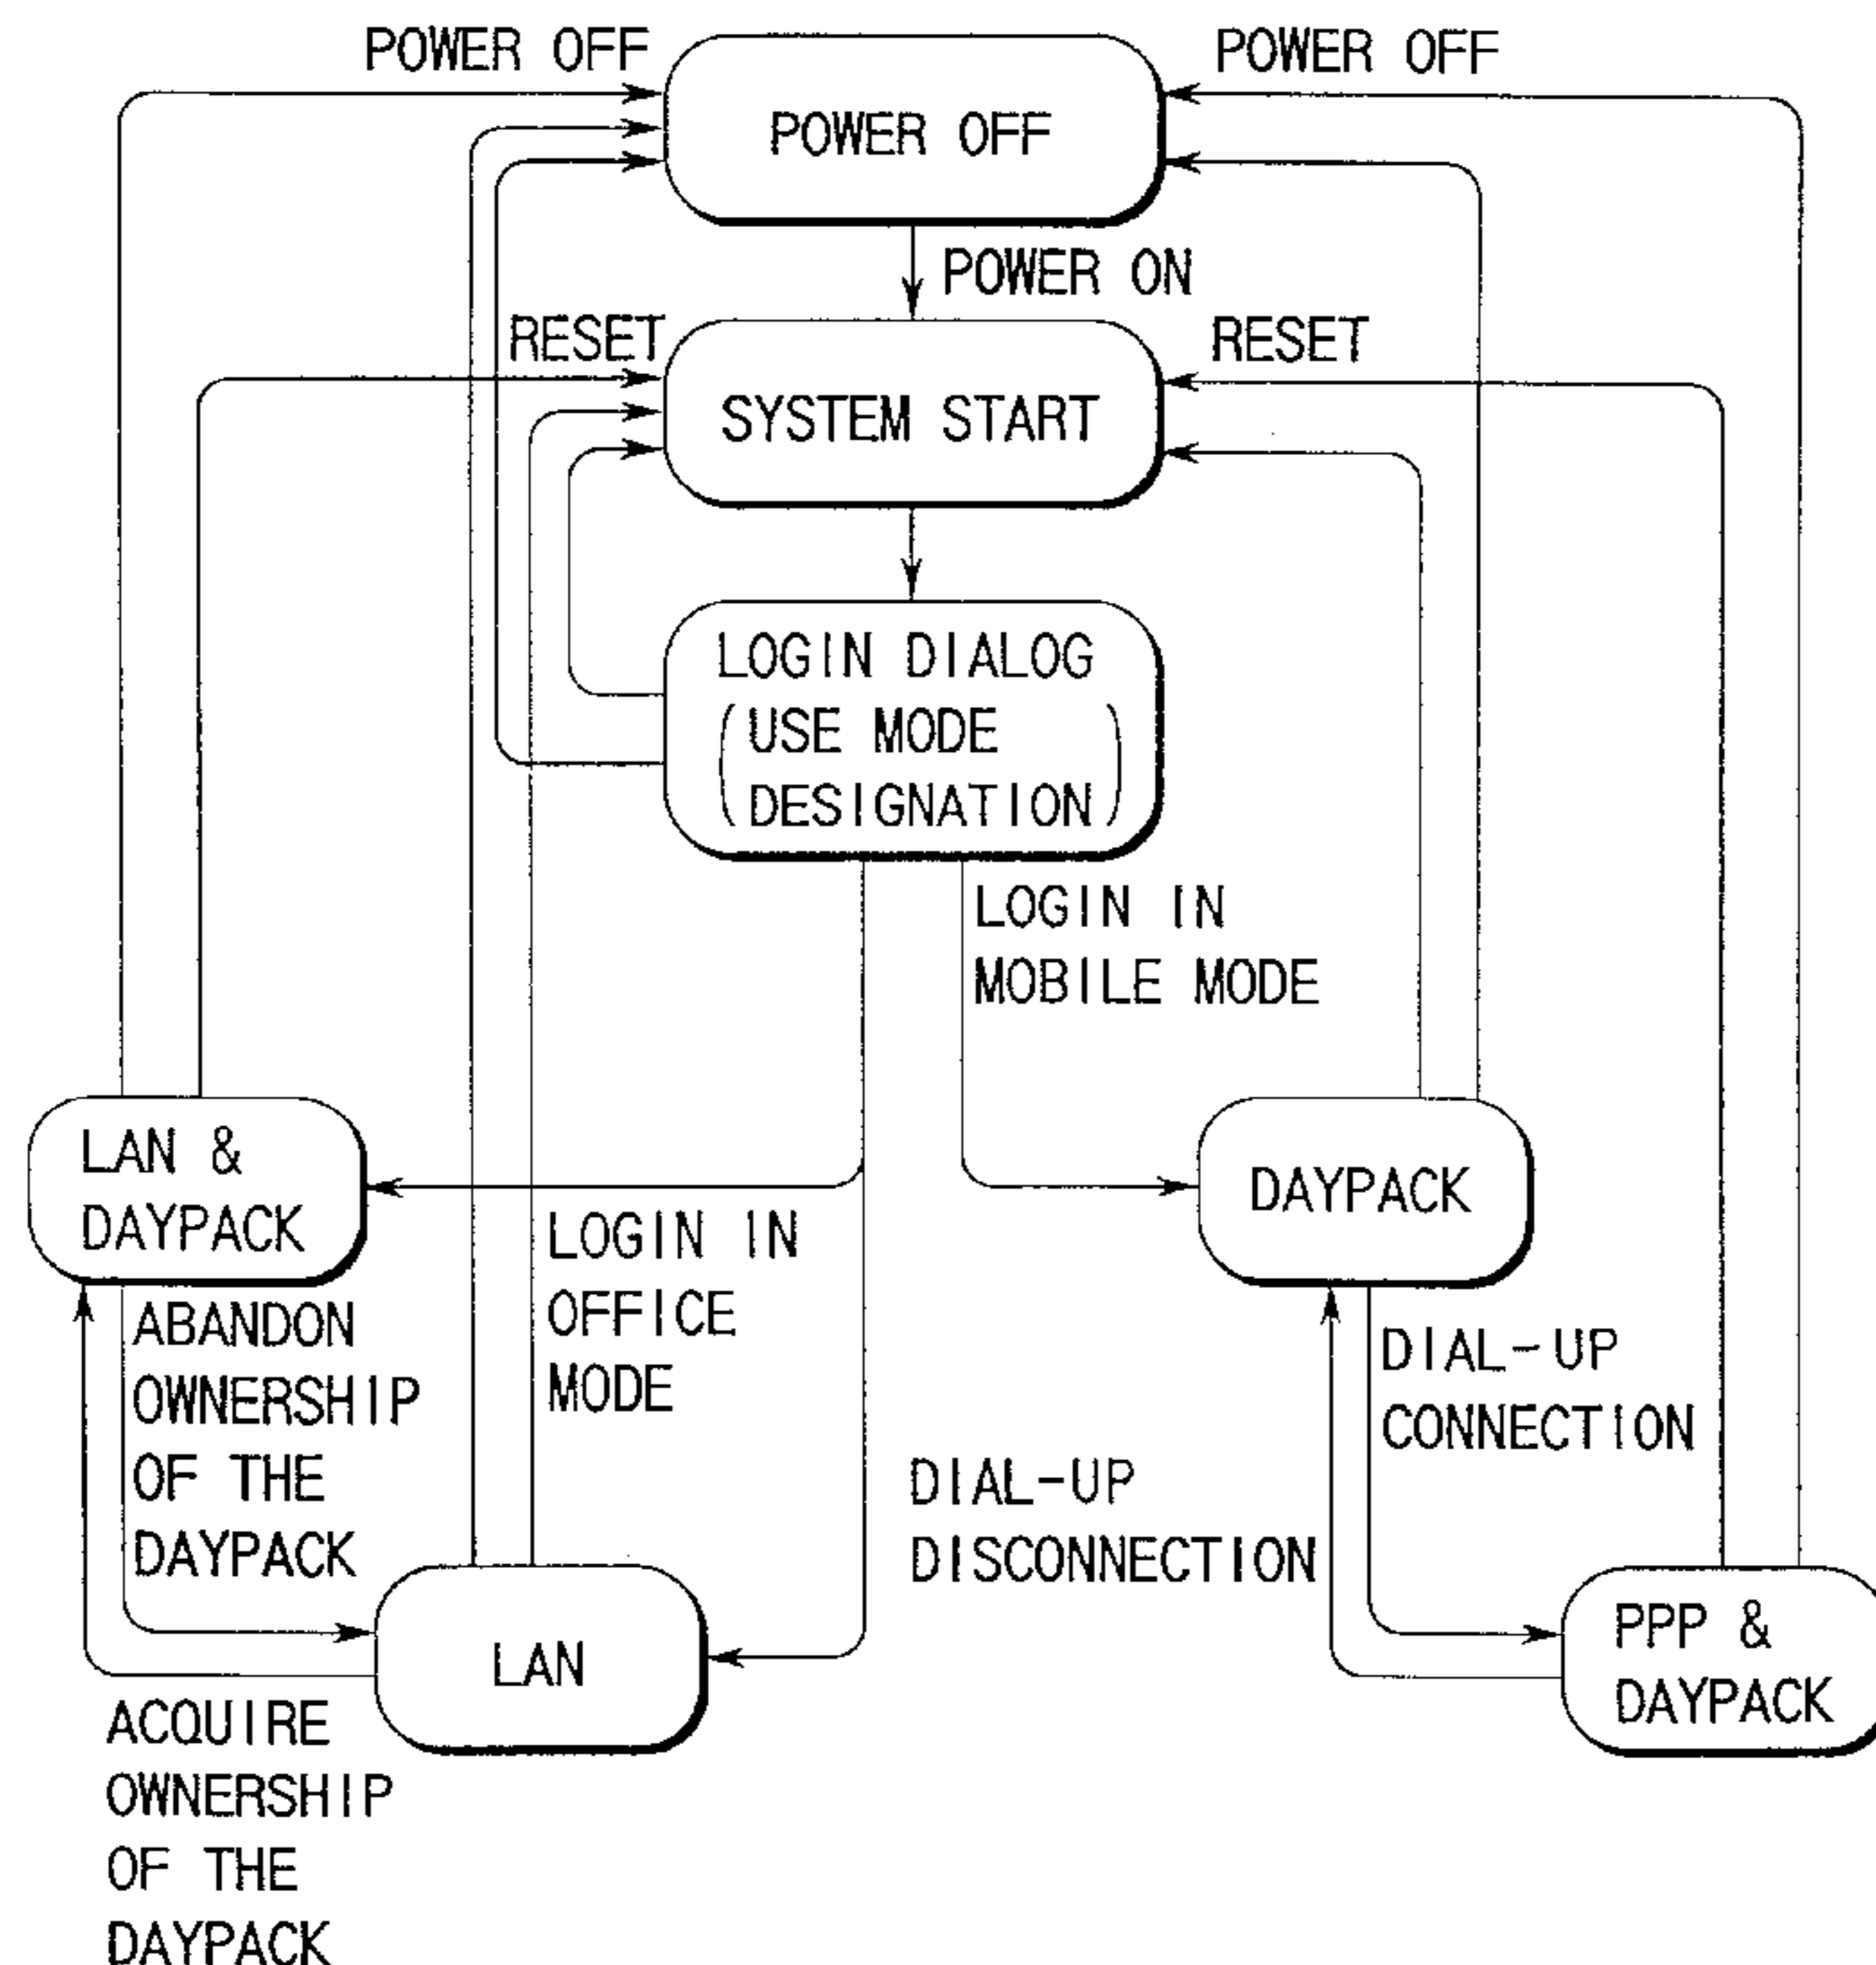 POWER OFF
POWER OFF
POWER OFF
POWER ON
RESET
RESET
SYSTEM START
LOGIN DIALOG
(USE MODE
DESIGNATION)
LOGIN IN
MOBILE MODE
LAN &
DAYPACK
DAYPACK
LOGIN IN
OFFICE
MODE
ABANDON
OWNERSHIP
OF THE
DAYPACK
DIAL-UP
CONNECTION
DIAL-UP
DISCONNECTION
LAN
PPP &
DAYPACK
ACQUIRE
OWNERSHIP
OF THE
DAYPACK